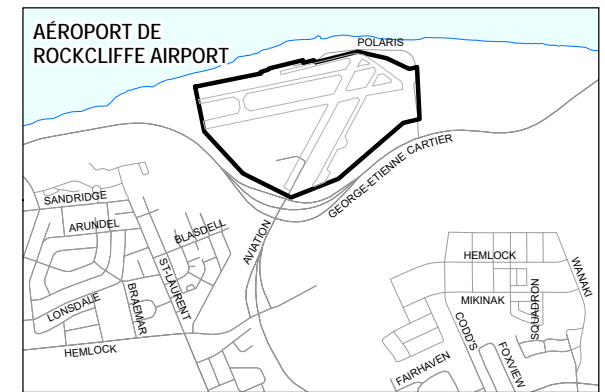 AÉROPORT DE
ROCKCLIFFE AIRPORT
POLARIS
GEORGE-ETIENNE CARTIER
SANDRIDGE
ARUNDEL
BLASDELL
AVIATION
ST-LAURENT
BRAEMAR
LONSDALE
HEMLOCK
HEMLOCK
WANAKI
MIKINAK
SQUADRON
CODD'S
FOXVIEW
FAIRHAVEN